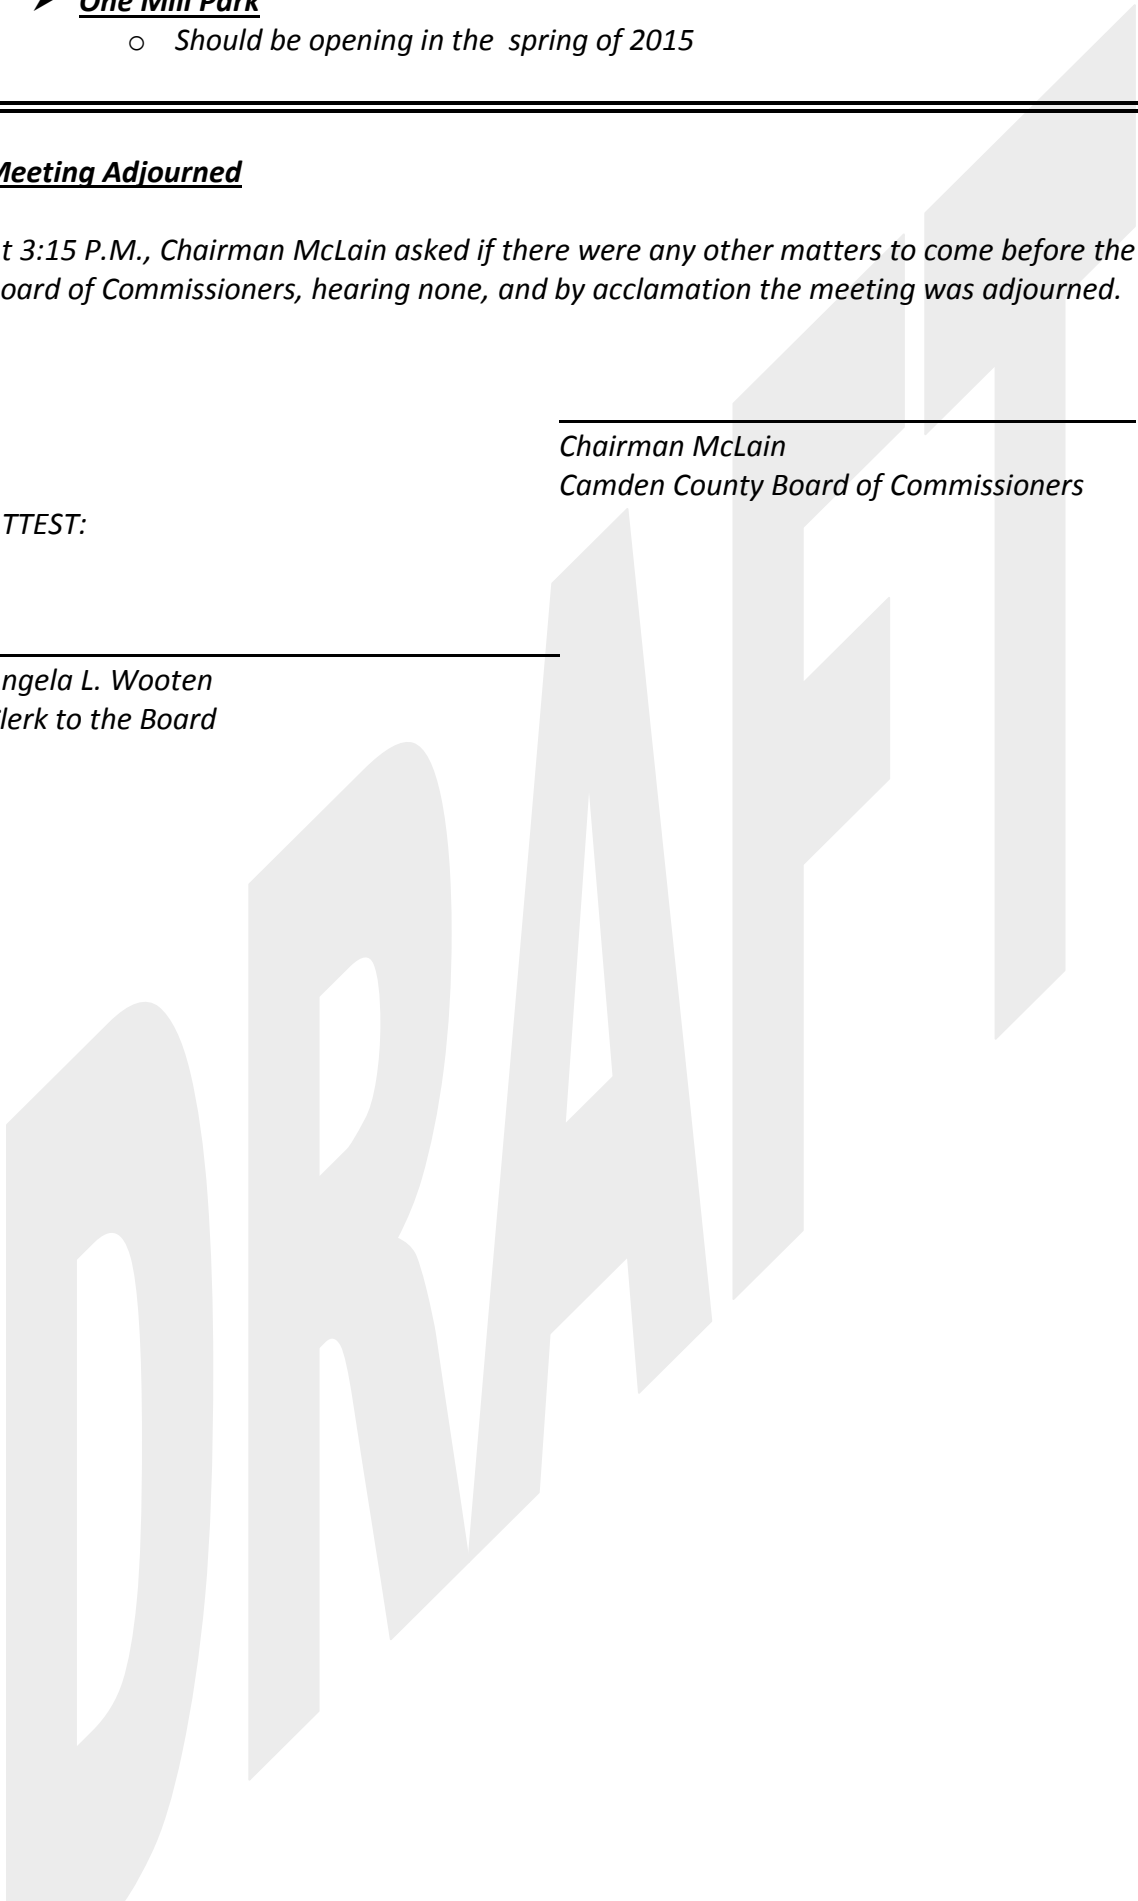 ➤ One Mill Park
o Should be opening in the spring of 2015
Meeting Adjourned
t 3:15 P.M., Chairman McLain asked if there were any other matters to come before the
oard of Commissioners, hearing none, and by acclamation the meeting was adjourned.
Chairman McLain
Camden County Board of Commissioners
TTEST:
ngela L. Wooten
lerk to the Board
DRAFT